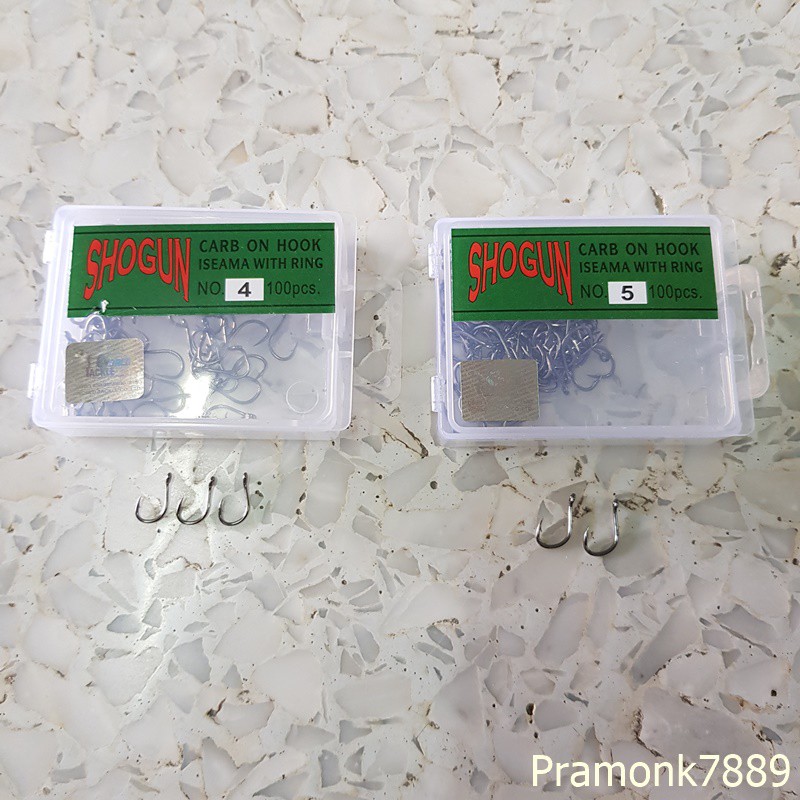 SHOGUN
CARB ON HOOK
ISEAMA WITH RING
NO. 4 100pcs.
SHOGUN
CARB ON HOOK
ISEAMA WITH RING
NO. 5 100pcs.
TACKLE
Pramonk7889